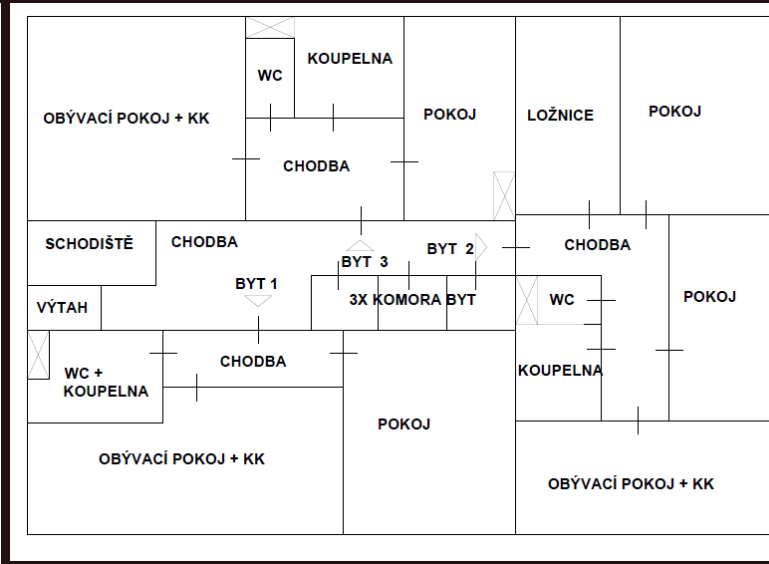 KOUPELNA
WC
OBÝVACÍ POKOJ + KK
POKOJ
LOŽNICE
POKOJ
CHODBA
SCHODIŠTĚ
CHODBA
BYT 2
CHODBA
BYT 3
BYT 1
VÝTAH
3X KOMORA BYT
WC
POKOJ
CHODBA
WC +
KOUPELNA
KOUPELNA
POKOJ
OBÝVACÍ POKOJ + KK
OBÝVACÍ POKOJ + KK